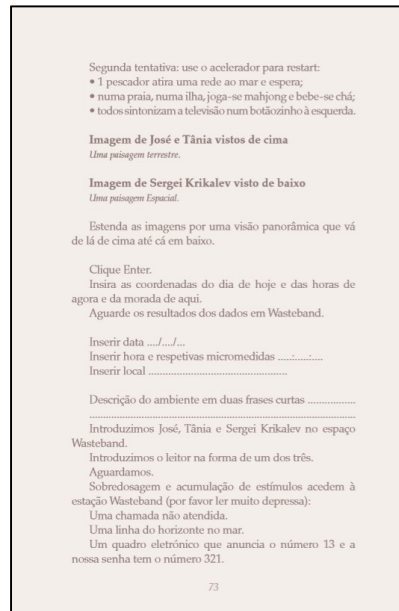 Segunda tentativa: use o acelerador para restart:
• 1 pescador atira uma rede ao mar e espera;
• numa praia, numa ilha, joga-se mahjong e bebe-se chá;
• todos sintonizam a televisão num botãozinho à esquerda.
Imagem de José e Tânia vistos de cima
Uma paisagem terrestre.
Imagem de Sergei Krikalev visto de baixo
Uma paisagem Espacial.
Estenda as imagens por uma visão panorâmica que vá
de lá de cima até cá em baixo.
Clique Enter.
Insira as coordenadas do dia de hoje e das horas de
agora e da morada de aqui.
Aguarde os resultados dos dados em Wasteband.
Inserir data ..../..../...
Inserir hora e respetivas micromedidas .....:.....:....
Inserir local ................................................
Descrição do ambiente em duas frases curtas .................
..............................................................................
Introduzimos José, Tânia e Sergei Krikalev no espaço
Wasteband.
Introduzimos o leitor na forma de um dos três.
Aguardamos.
Sobredosagem e acumulação de estímulos acedem à
estação Wasteband (por favor ler muito depressa):
Uma chamada não atendida.
Uma linha do horizonte no mar.
Um quadro eletrónico que anuncia o número 13 e a
nossa senha tem o número 321.
73